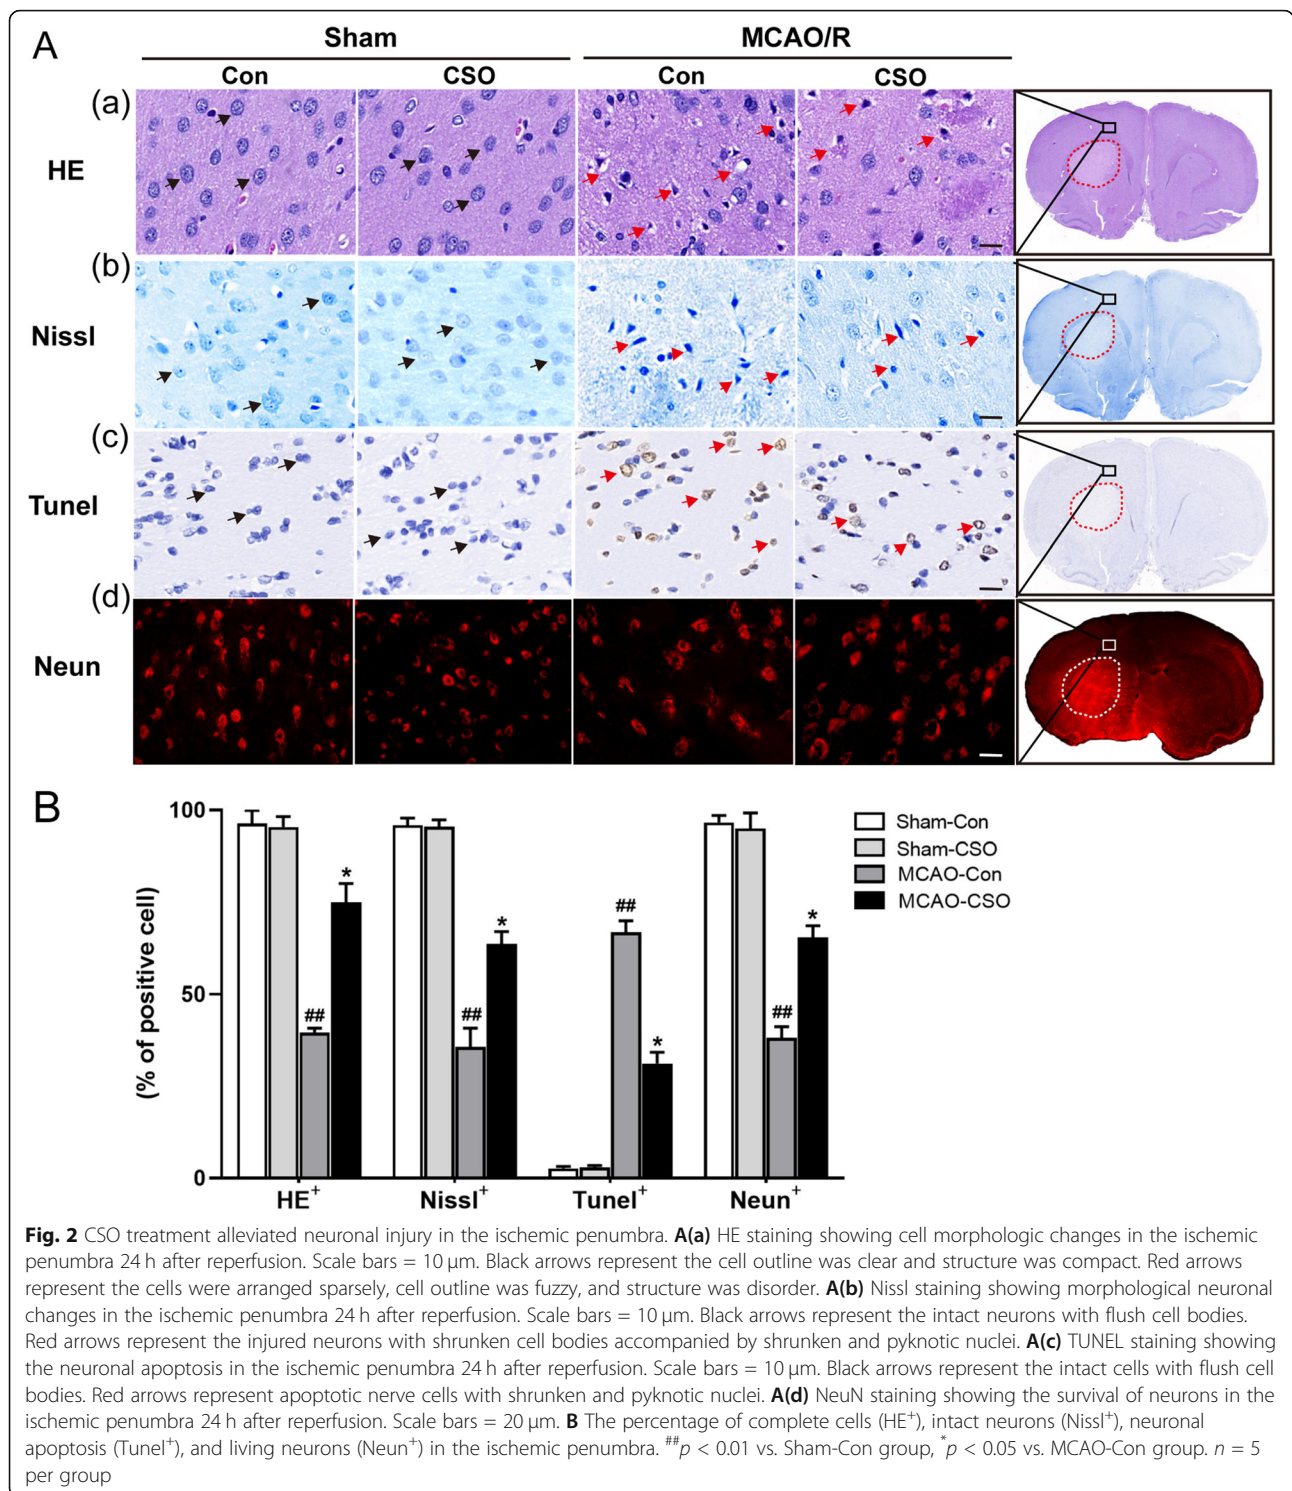 A
Sham
MCAO/R
Con
CSO
Con
CSO
(a)
HE
(b)
Nissl
(c)
Tunel
(d)
Neun
B
100
50
0
(% of positive cell)
##
*
##
*
##
*
##
*
HE+
Nissl+
Tunel+
Neun+
Sham-Con
Sham-CSO
MCAO-Con
MCAO-CSO
Fig. 2 CSO treatment alleviated neuronal injury in the ischemic penumbra. A(a) HE staining showing cell morphologic changes in the ischemic
penumbra 24 h after reperfusion. Scale bars = 10 μm. Black arrows represent the cell outline was clear and structure was compact. Red arrows
represent the cells were arranged sparsely, cell outline was fuzzy, and structure was disorder. A(b) Nissl staining showing morphological neuronal
changes in the ischemic penumbra 24 h after reperfusion. Scale bars = 10 μm. Black arrows represent the intact neurons with flush cell bodies.
Red arrows represent the injured neurons with shrunken cell bodies accompanied by shrunken and pyknotic nuclei. A(c) TUNEL staining showing
the neuronal apoptosis in the ischemic penumbra 24 h after reperfusion. Scale bars = 10 μm. Black arrows represent the intact cells with flush cell
bodies. Red arrows represent apoptotic nerve cells with shrunken and pyknotic nuclei. A(d) NeuN staining showing the survival of neurons in the
ischemic penumbra 24 h after reperfusion. Scale bars = 20 μm. B The percentage of complete cells (HE+), intact neurons (Nissl+), neuronal
apoptosis (Tunel+), and living neurons (Neun+) in the ischemic penumbra. ##p < 0.01 vs. Sham-Con group, *p < 0.05 vs. MCAO-Con group. n = 5
per group